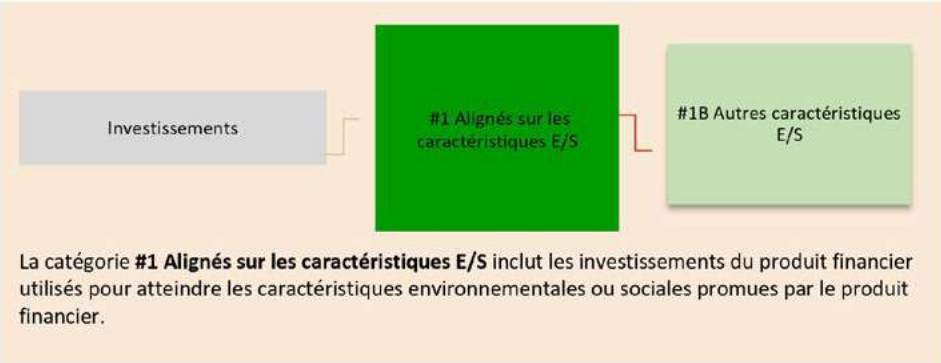 Investissements
#1 Alignés sur les
caractéristiques E/S
#1B Autres caractéristiques
E/S
La catégorie #1 Alignés sur les caractéristiques E/S inclut les investissements du produit financier
utilisés pour atteindre les caractéristiques environnementales ou sociales promues par le produit
financier.